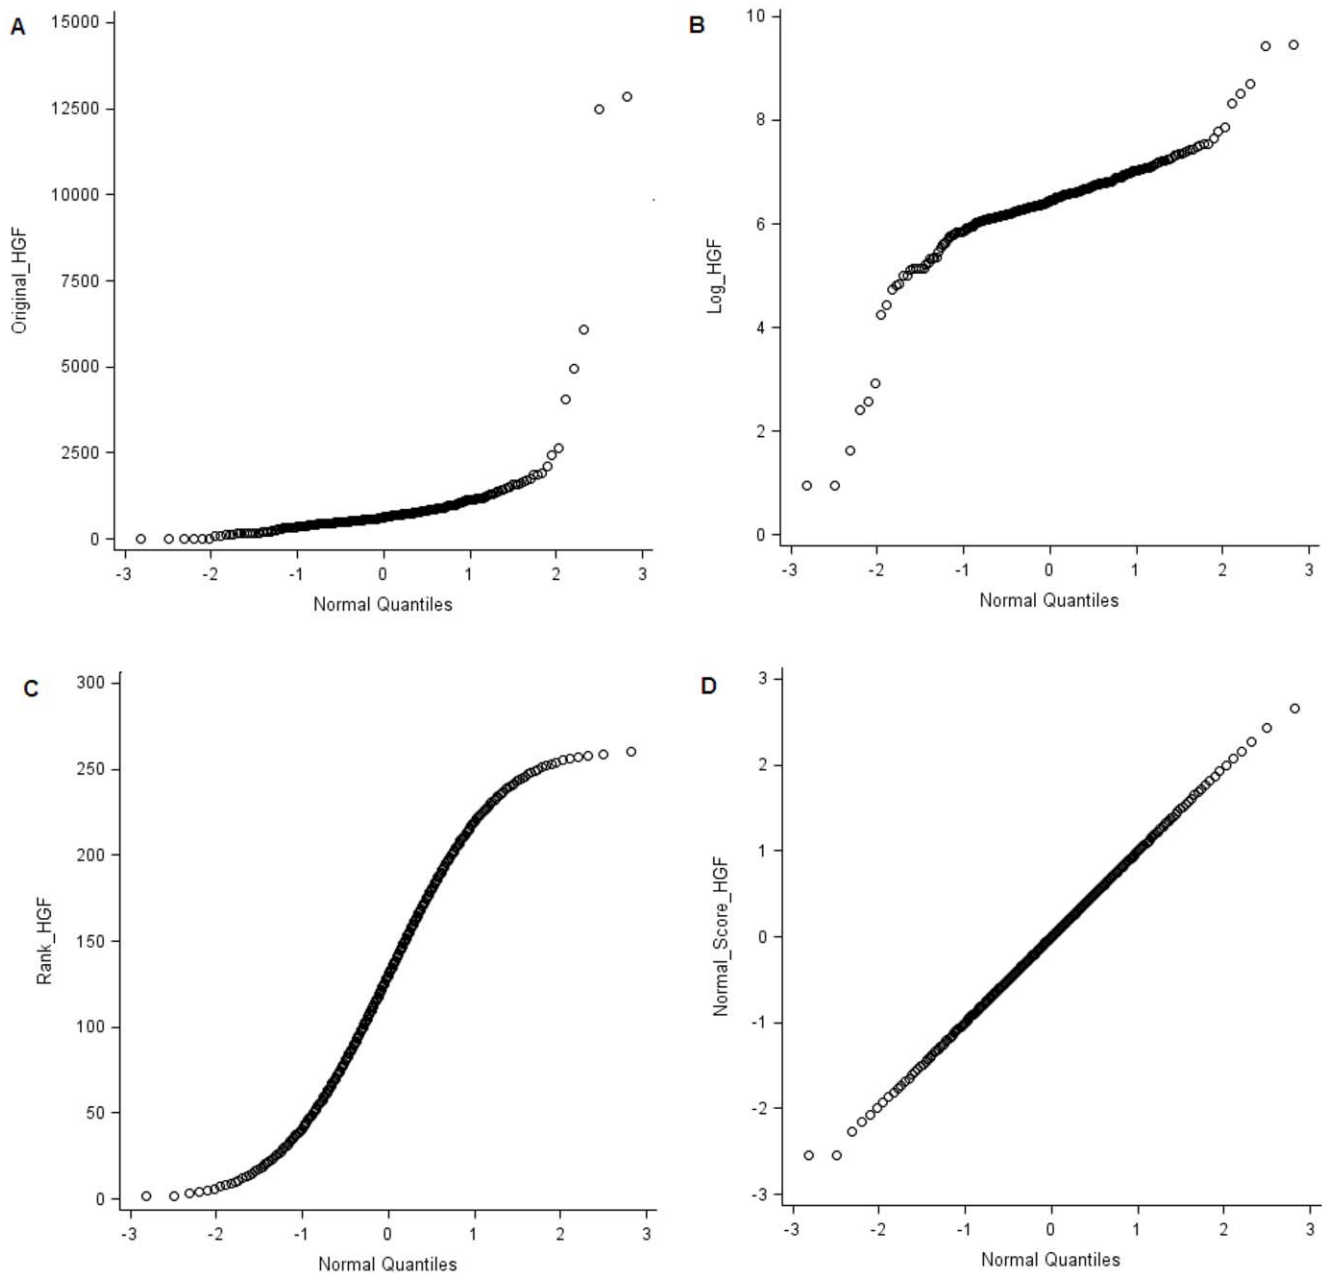 A
15000
12500
10000
7500
5000
2500
0
Original_HGF
-3 -2 -1 0 1 2 3
Normal Quantiles
B
10
8
6
4
2
0
Log_HGF
-3 -2 -1 0 1 2 3
Normal Quantiles
C
300
250
200
150
100
50
0
Rank_HGF
-3 -2 -1 0 1 2 3
Normal Quantiles
D
3
2
1
0
-1
-2
-3
Normal_Score_HGF
-3 -2 -1 0 1 2 3
Normal Quantiles